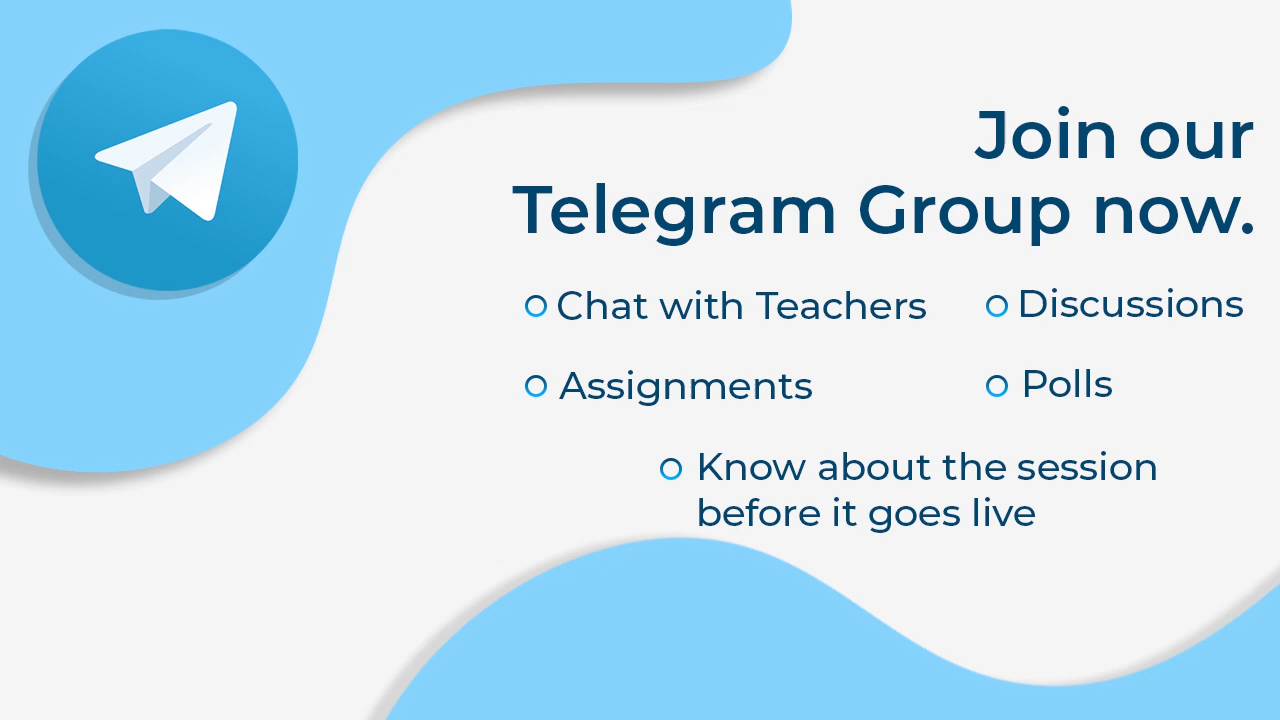 Join our
Telegram Group now.
Chat with Teachers
Discussions
Assignments
Polls
Know about the session
before it goes live